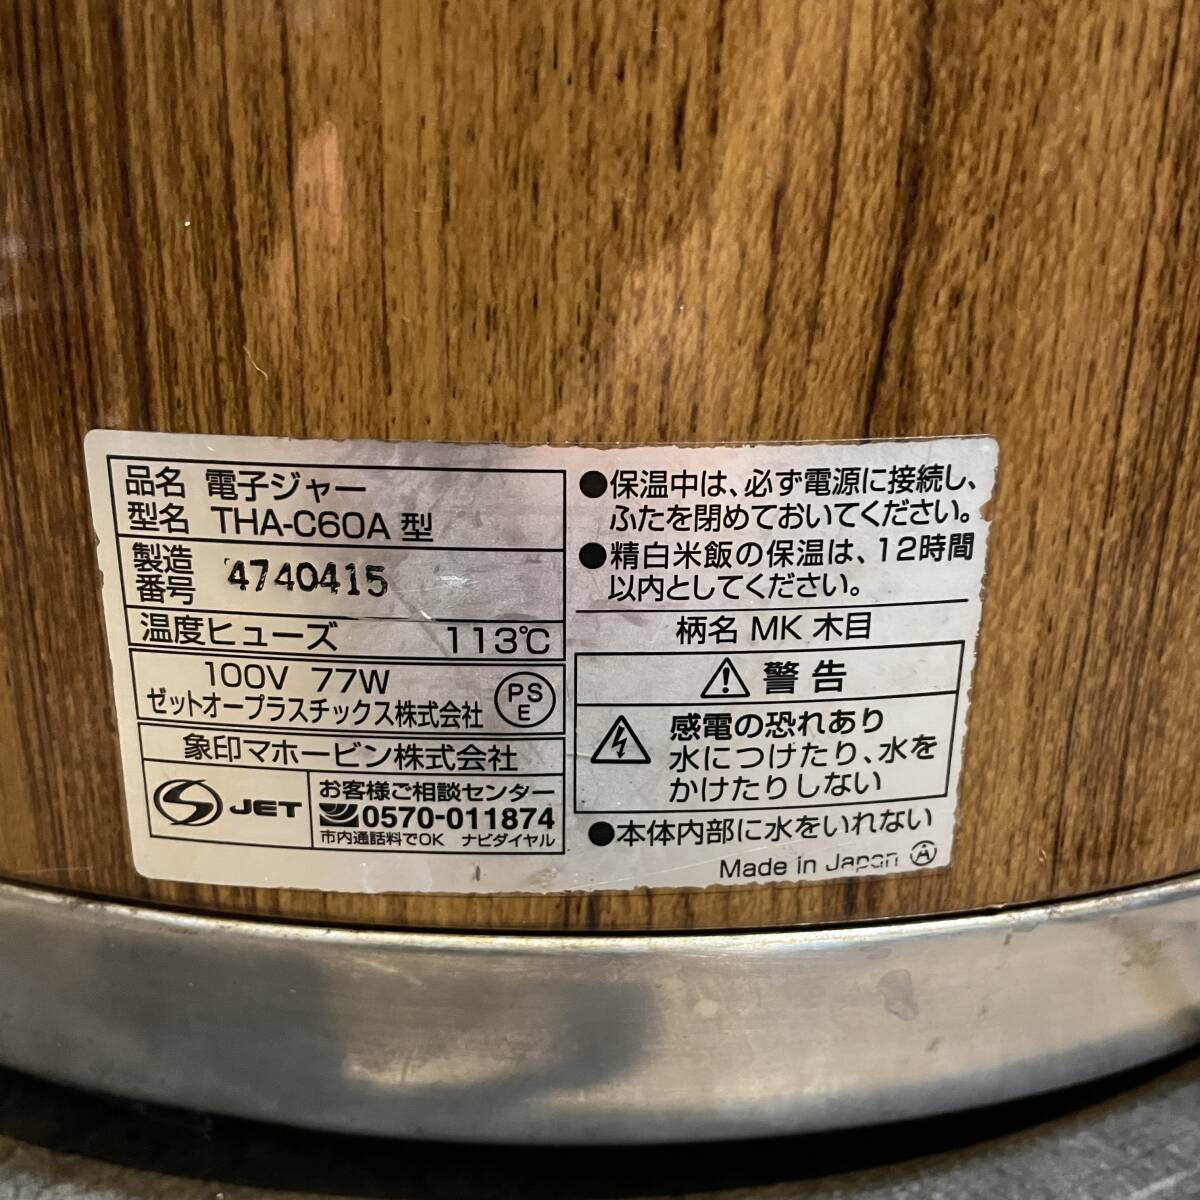 品名 電子ジャー
型名 THA-C60A 型
製造
番号 4740415
温度ヒューズ 113℃
100V 77W
ゼットオープラスチックス株式会社
PS
E
象印マホービン株式会社
JET
お客様ご相談センター
0570-011874
市内通話料でOK ナビダイヤル
●保温中は、必ず電源に接続し、
ふたを閉めておいてください。
●精白米飯の保温は、12時間
以内としてください。
柄名 MK 木目
警告
感電の恐れあり
水につけたり、水を
かけたりしない
●本体内部に水をいれない
Made in Japan Ⓐ